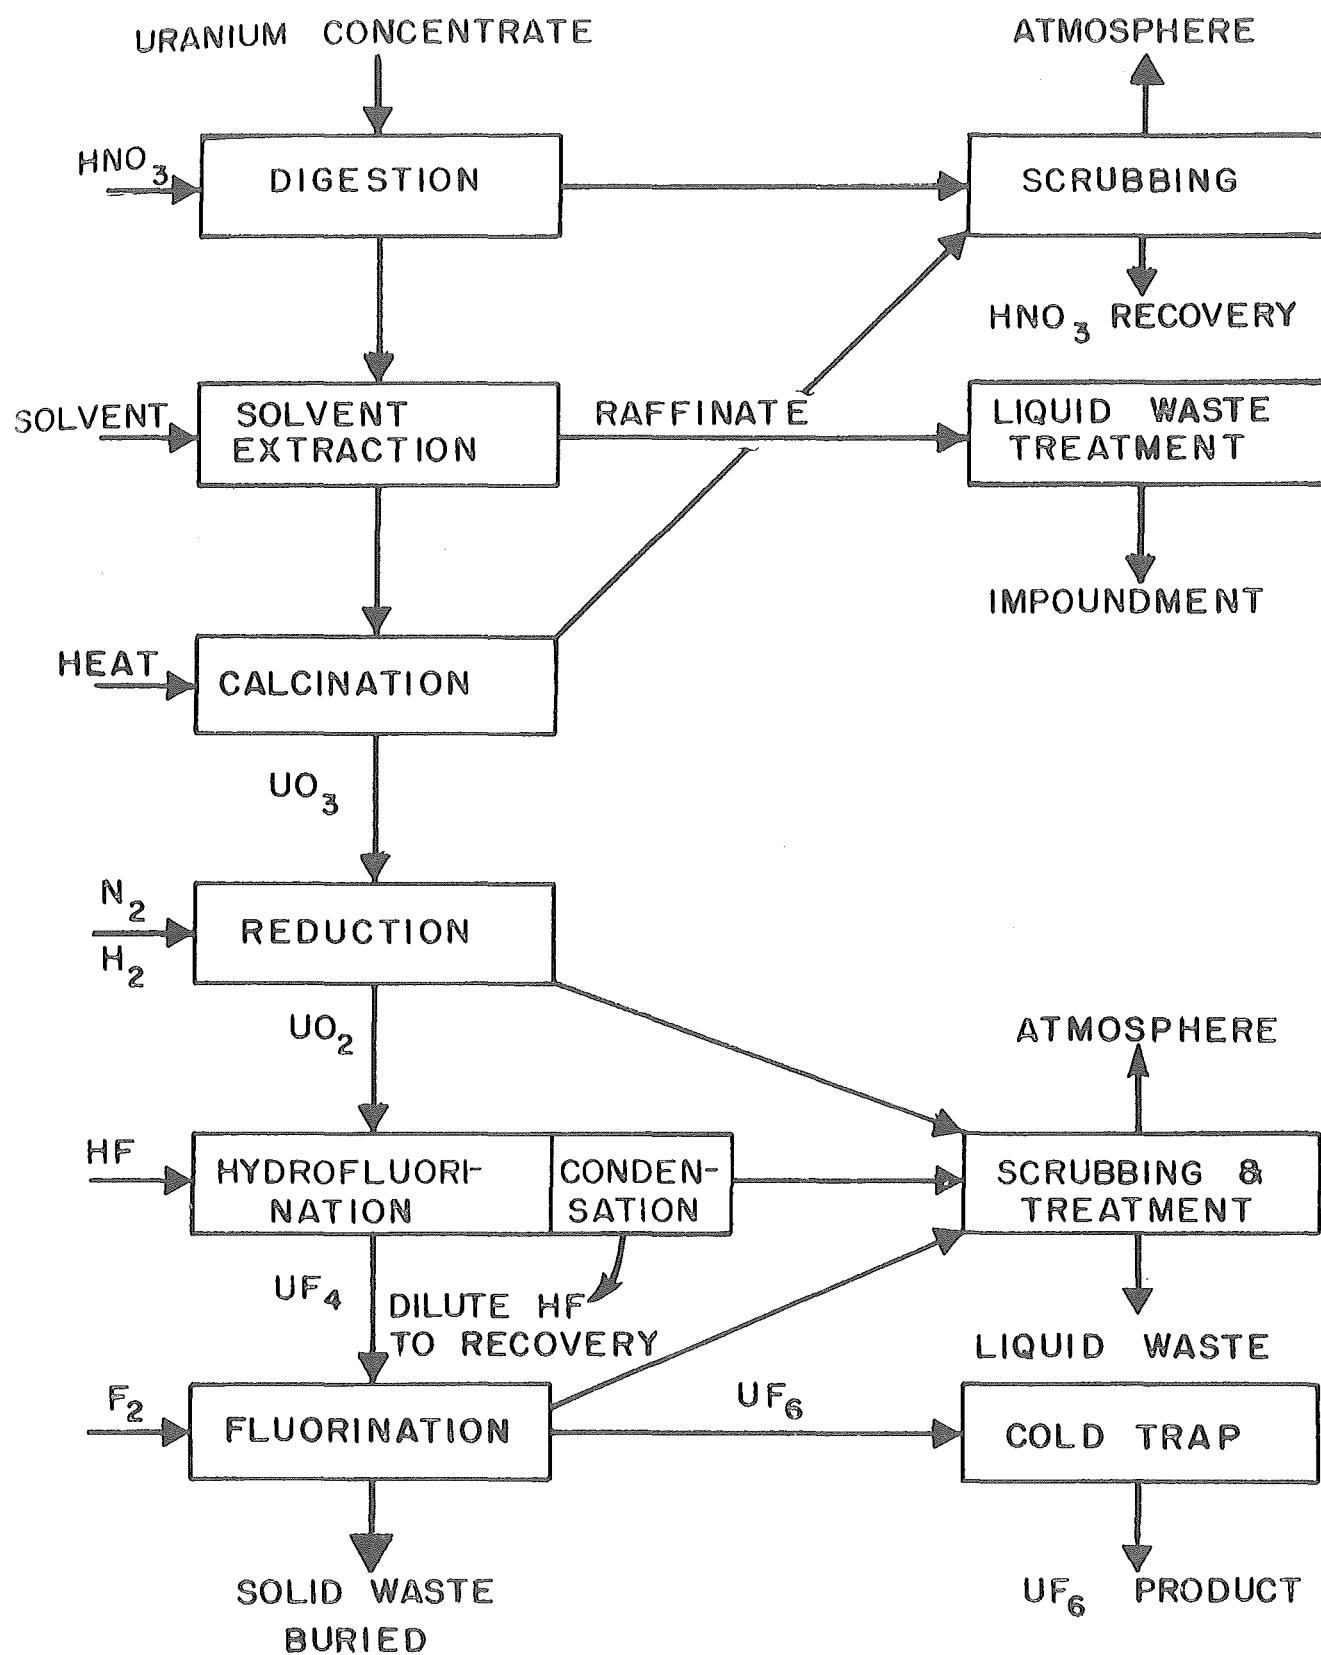 URANIUM CONCENTRATE
ATMOSPHERE
HNO3
DIGESTION
SCRUBBING
HNO3 RECOVERY
SOLVENT
SOLVENT
EXTRACTION
RAFFINATE
LIQUID WASTE
TREATMENT
IMPOUNDMENT
HEAT
CALCINATION
UO3
N2
H2
REDUCTION
UO2
ATMOSPHERE
HF
HYDROFLUORI-
NATION
CONDEN-
SATION
SCRUBBING &
TREATMENT
UF4
DILUTE HF
TO RECOVERY
LIQUID WASTE
F2
FLUORINATION
UF6
COLD TRAP
SOLID WASTE
BURIED
UF6 PRODUCT